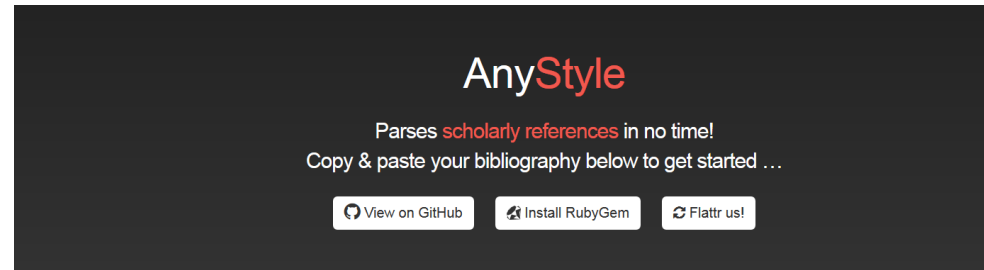 AnyStyle
Parses scholarly references in no time!
Copy & paste your bibliography below to get started …
View on GitHub
Install RubyGem
Flattr us!